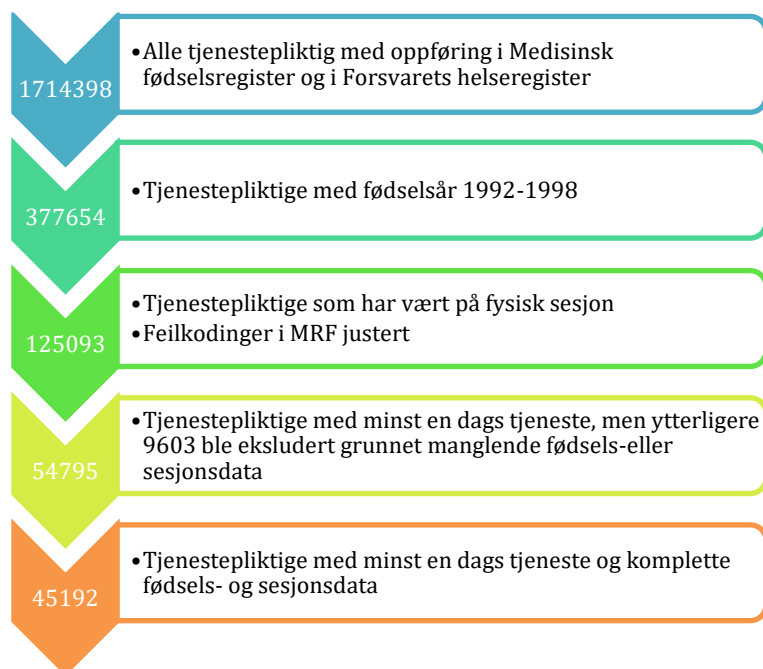 1714398
•Alle tjenestepliktig med oppføring i Medisinsk
fødselsregister og i Forsvarets helseregister
377654
•Tjenestepliktige med fødselsår 1992-1998
125093
•Tjenestepliktige som har vært på fysisk sesjon
•Feilkodinger i MRF justert
54795
•Tjenestepliktige med minst en dags tjeneste, men ytterligere
9603 ble eksludert grunnet manglende fødsels-eller
sesjonsdata
45192
•Tjenestepliktige med minst en dags tjeneste og komplette
fødsels- og sesjonsdata